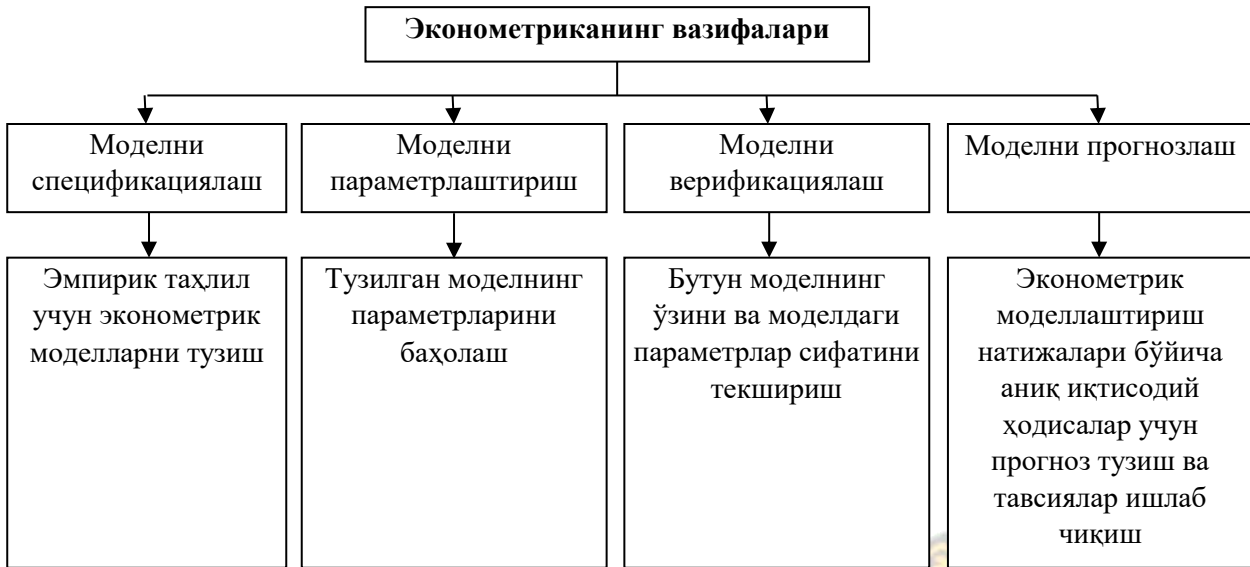 Эконометриканинг вазифалари
Моделни
спецификациялаш
Моделни
параметрлаштириш
Моделни
верификациялаш
Моделни прогнозлаш
Эмпирик таҳлил
учун эконометрик
моделларни тузиш
Тузилган моделнинг
параметрларини
баҳолаш
Бутун моделнинг
ўзини ва моделдаги
параметрлар сифатини
текшириш
Эконометрик
моделлаштириш
натижалари бўйича
аниқ иқтисодий
ҳодисалар учун
прогноз тузиш ва
тавсиялар ишлаб
чиқиш